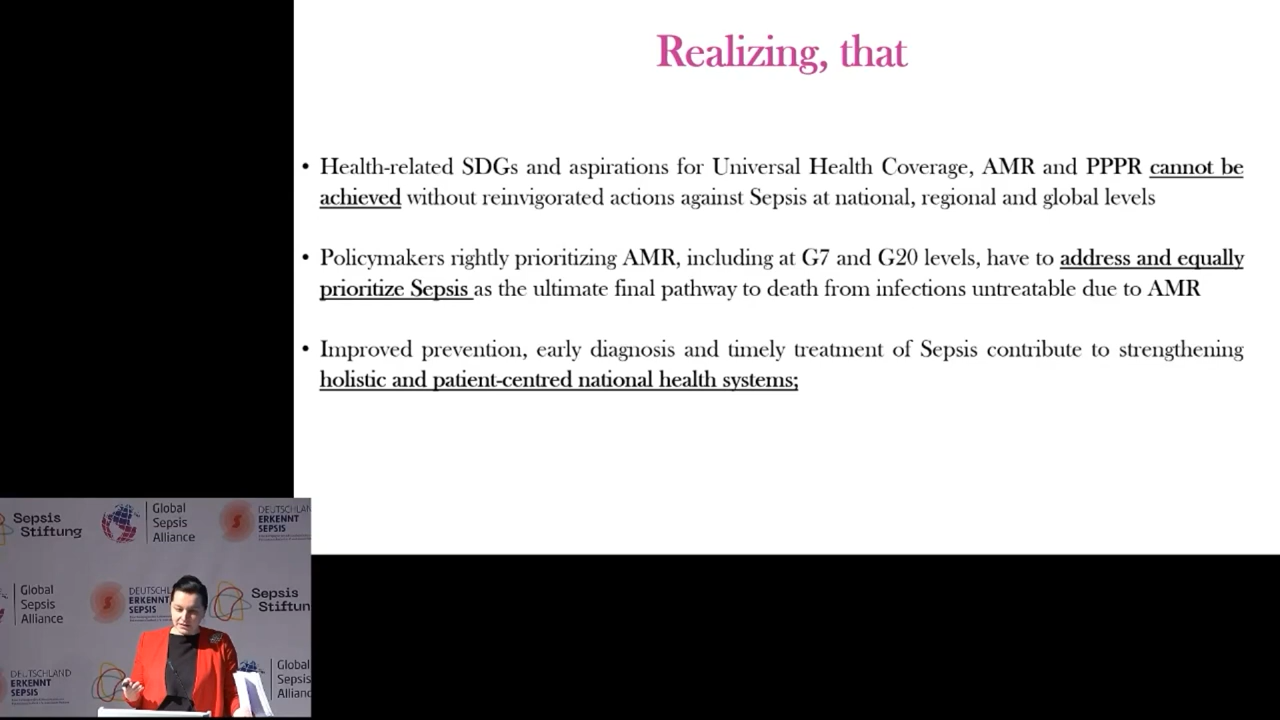 Realizing, that
• Health-related SDGs and aspirations for Universal Health Coverage, AMR and PPPR cannot be
achieved without reinvigorated actions against Sepsis at national, regional and global levels
• Policymakers rightly prioritizing AMR, including at G7 and G20 levels, have to address and equally
prioritize Sepsis as the ultimate final pathway to death from infections untreatable due to AMR
• Improved prevention, early diagnosis and timely treatment of Sepsis contribute to strengthening
holistic and patient-centred national health systems;
Sepsis
Stiftung
Global
Sepsis
Alliance
DEUTSCHLAN
ERKENNT
SEPSIS
Global
Sepsis
Alliance
DEUTSCHL
ERKENNT
SEPSIS
Sepsis
Stiftun
DEUTSCHLAND
ERKENNT
SEPSIS
Global
Sepsis
Allianc